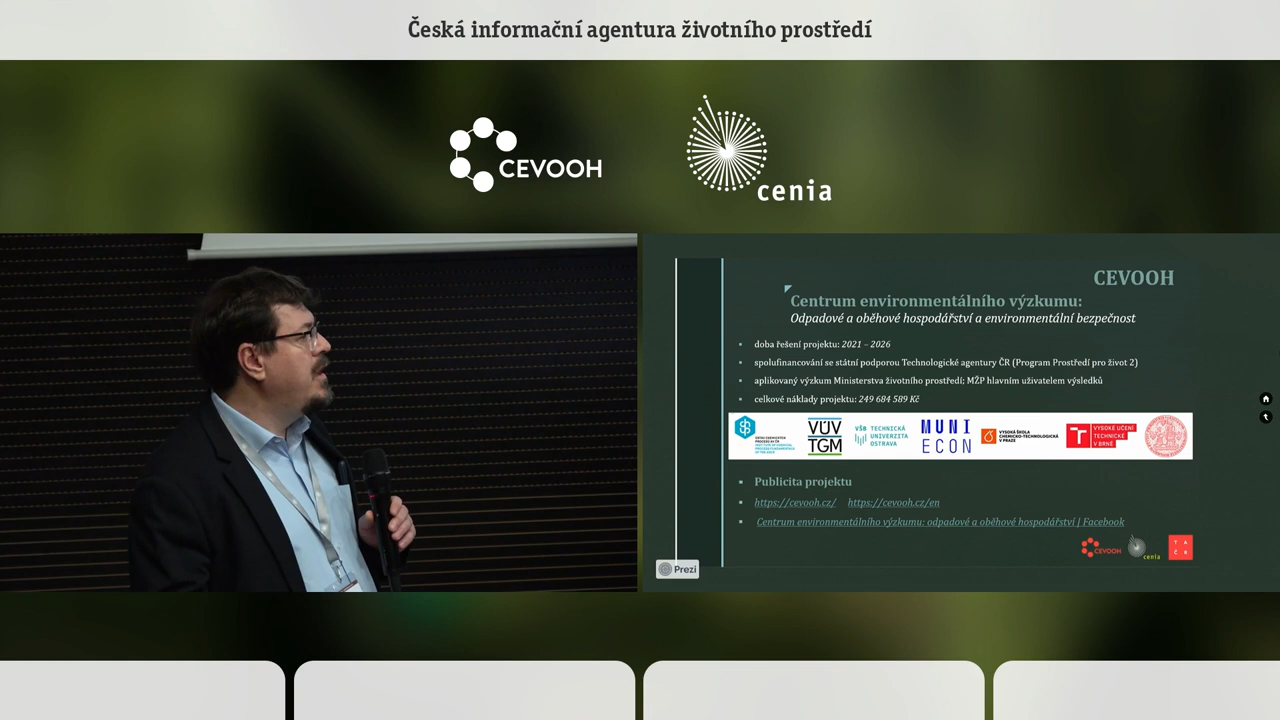 Česká informační agentura životního prostředí
CEVOOH
cenia
CEVOOH
Centrum environmentálního výzkumu:
Odpadové a oběhové hospodářství a environmentální bezpečnost
doba řešení projektu: 2021 – 2026
spolufinancování se státní podporou Technologické agentury ČR (Program Prostředí pro život 2)
aplikovaný výzkum Ministerstva životního prostředí; MŽP hlavním uživatelem výsledků
celkové náklady projektu: 249 684 589 Kč
VÚV
TGM
VŠB TECHNICKÁ
UNIVERZITA
OSTRAVA
MUNI
ECON
VYSOKÁ ŠKOLA
CHEMICKO-TECHNOLOGICKÁ
V PRAZE
VYSOKÉ UČENÍ
TECHNICKÉ
V BRNĚ
Publicita projektu
https://cevooh.cz/ https://cevooh.cz/en
Centrum environmentálního výzkumu: odpadové a oběhové hospodářství | Facebook
CEVOOH
cenia
T A
Č R
Prezi